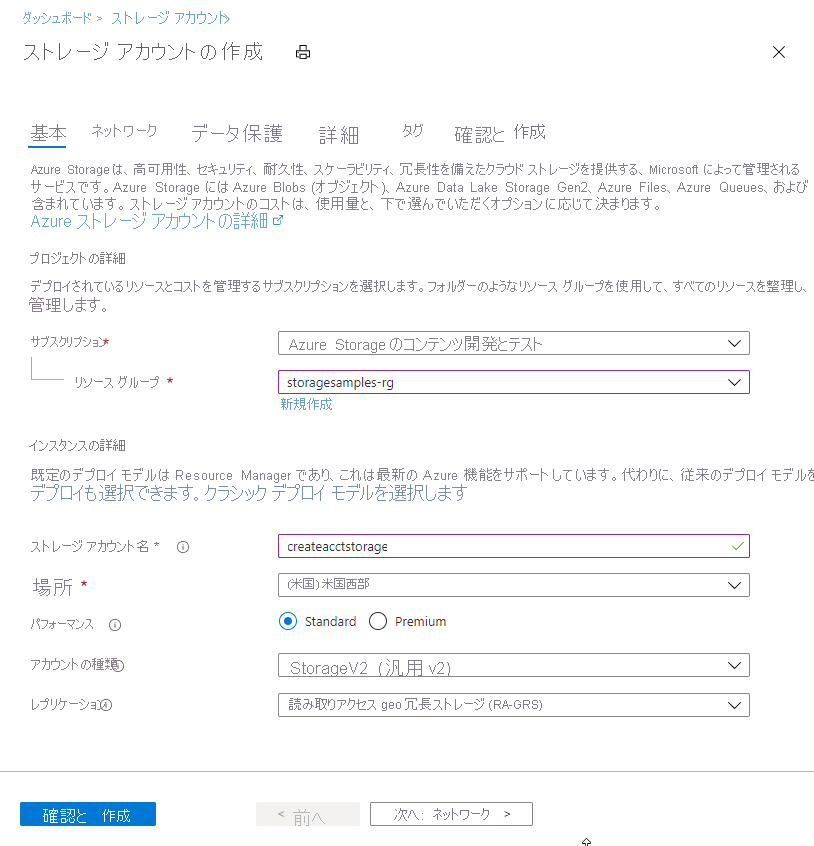 ダッシュボード > ストレージ アカウント>
ストレージ アカウントの作成
基本 ネットワーク データ保護 詳細 タグ 確認と 作成
Azure Storageは、高可用性、セキュリティ、耐久性、スケーラビリティ、冗長性を備えたクラウド ストレージを提供する、Microsoft によって管理される
サービスです。Azure Storage には Azure Blobs (オブジェクト)、Azure Data Lake Storage Gen2、Azure Files、Azure Queues、および
含まれています。ストレージ アカウントのコストは、使用量と、下で選んでいただくオプションに応じて決まります。
Azure ストレージ アカウントの詳細
プロジェクトの詳細
デプロイされているリソースとコストを管理するサブスクリプションを選択します。フォルダーのようなリソース グループを使用して、すべてのリソースを整理し、
管理します。
サブスクリプション* Azure Storage のコンテンツ開発とテスト
リソース グループ * storagesamples-rg
新規作成
インスタンスの詳細
既定のデプロイ モデルは Resource Manager であり、これは最新の Azure 機能をサポートしています。代わりに、従来のデプロイ モデルを
デプロイも選択できます。クラシック デプロイ モデルを選択します
ストレージ アカウント名 * createacctstorage
場所 * (米国) 米国西部
パフォーマンス Standard Premium
アカウントの種類 StorageV2 (汎用 v2)
レプリケーション 読み取りアクセス geo 冗長ストレージ (RA-GRS)
確認と 作成 < 前へ 次へ: ネットワーク >